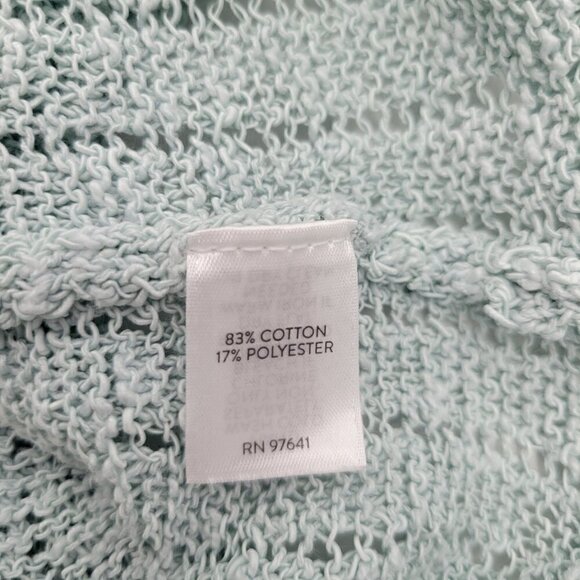 83% COTTON
17% POLYESTER
RN 97641